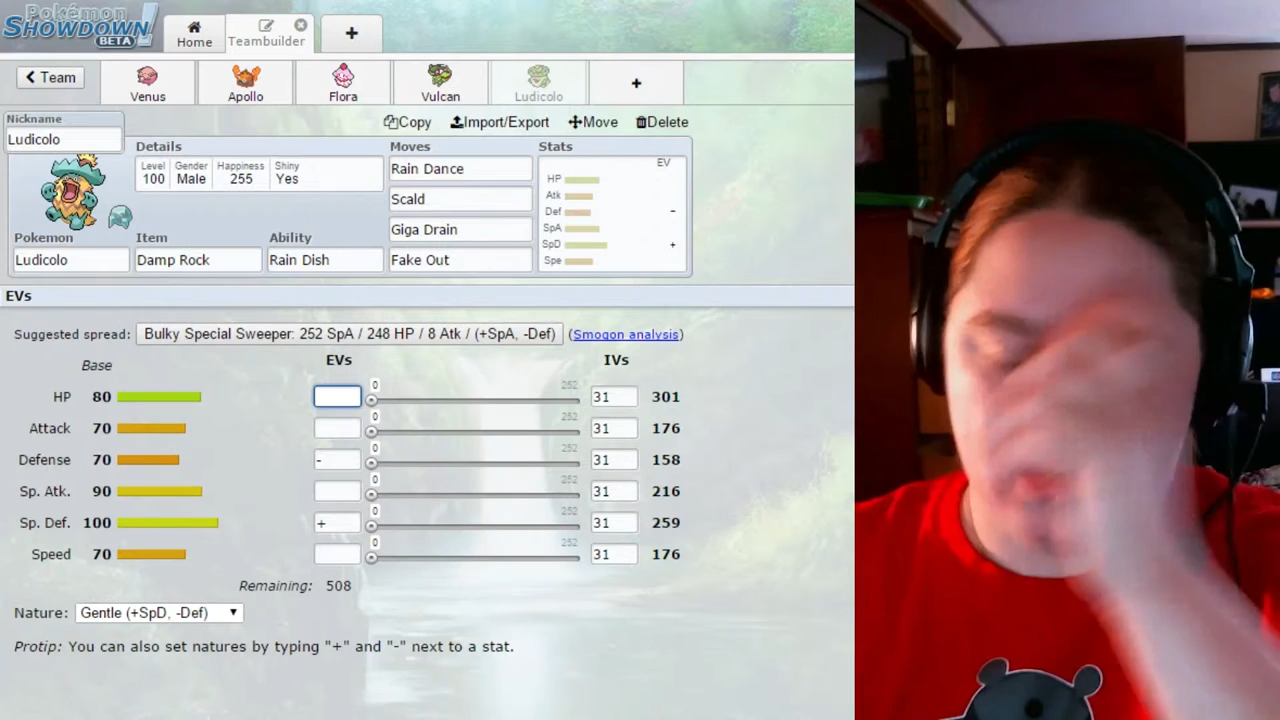 Pokémon
SHOWDOWN!
BETA
Home
Teambuilder
+
Team
Venus
Apollo
Flora
Vulcan
Ludicolo
+
Nickname
Ludicolo
Copy
Import/Export
Move
Delete
Details
Level Gender Happiness Shiny
100 Male 255 Yes
Moves
Rain Dance
Scald
Giga Drain
Fake Out
Stats
EV
HP
Atk
Def -
SpA
SpD +
Spe
Pokemon
Ludicolo
Item
Damp Rock
Ability
Rain Dish
EVs
Suggested spread: Bulky Special Sweeper: 252 SpA / 248 HP / 8 Atk / (+SpA, -Def) (Smogon analysis)
Base EVs IVs
0 252
HP 80 31 301
0 252
Attack 70 31 176
0 252
Defense 70 - 31 158
0 252
Sp. Atk. 90 31 216
0 252
Sp. Def. 100 + 31 259
0 252
Speed 70 31 176
Remaining: 508
Nature: Gentle (+SpD, -Def)
Protip: You can also set natures by typing "+" and "-" next to a stat.